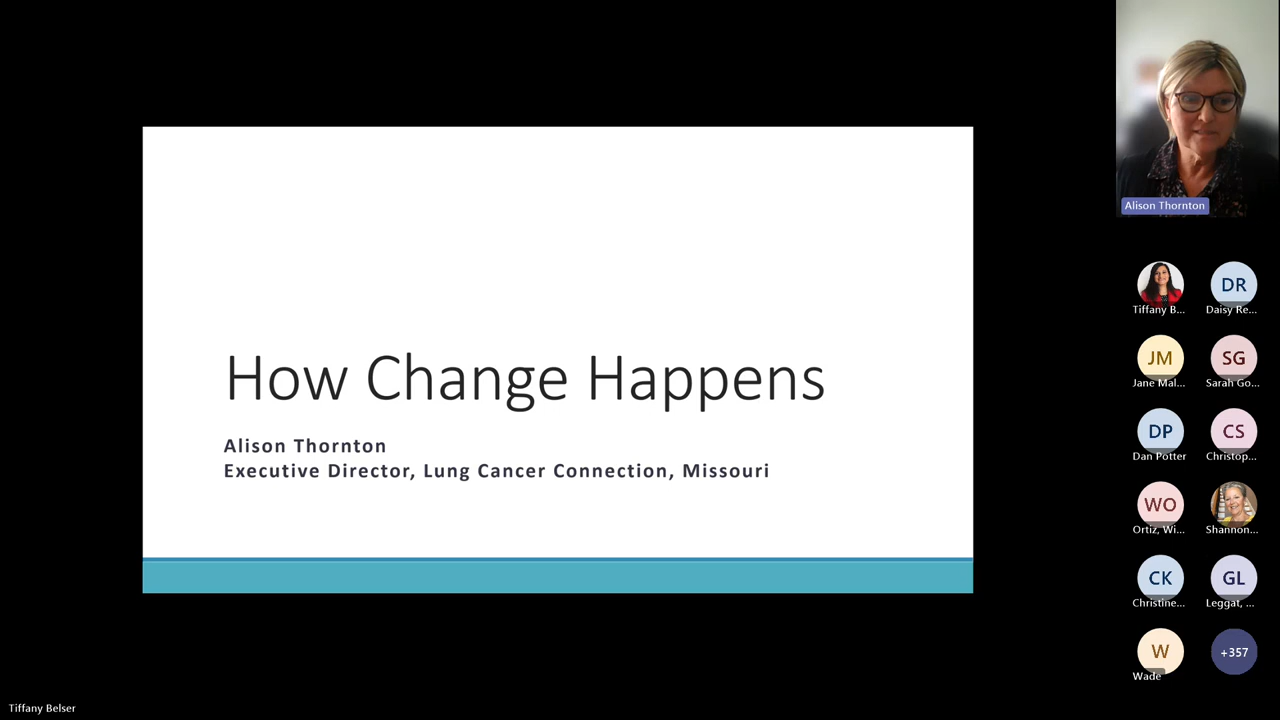 How Change Happens
Alison Thornton
Executive Director, Lung Cancer Connection, Missouri
Alison Thornton
Tiffany B...
DR
Daisy Re...
JM
Jane Mal...
SG
Sarah Go...
DP
Dan Potter
CS
Christop...
WO
Ortiz, Wi...
Shannon...
CK
Christine...
GL
Leggat, ...
W
Wade
+357
Tiffany Belser